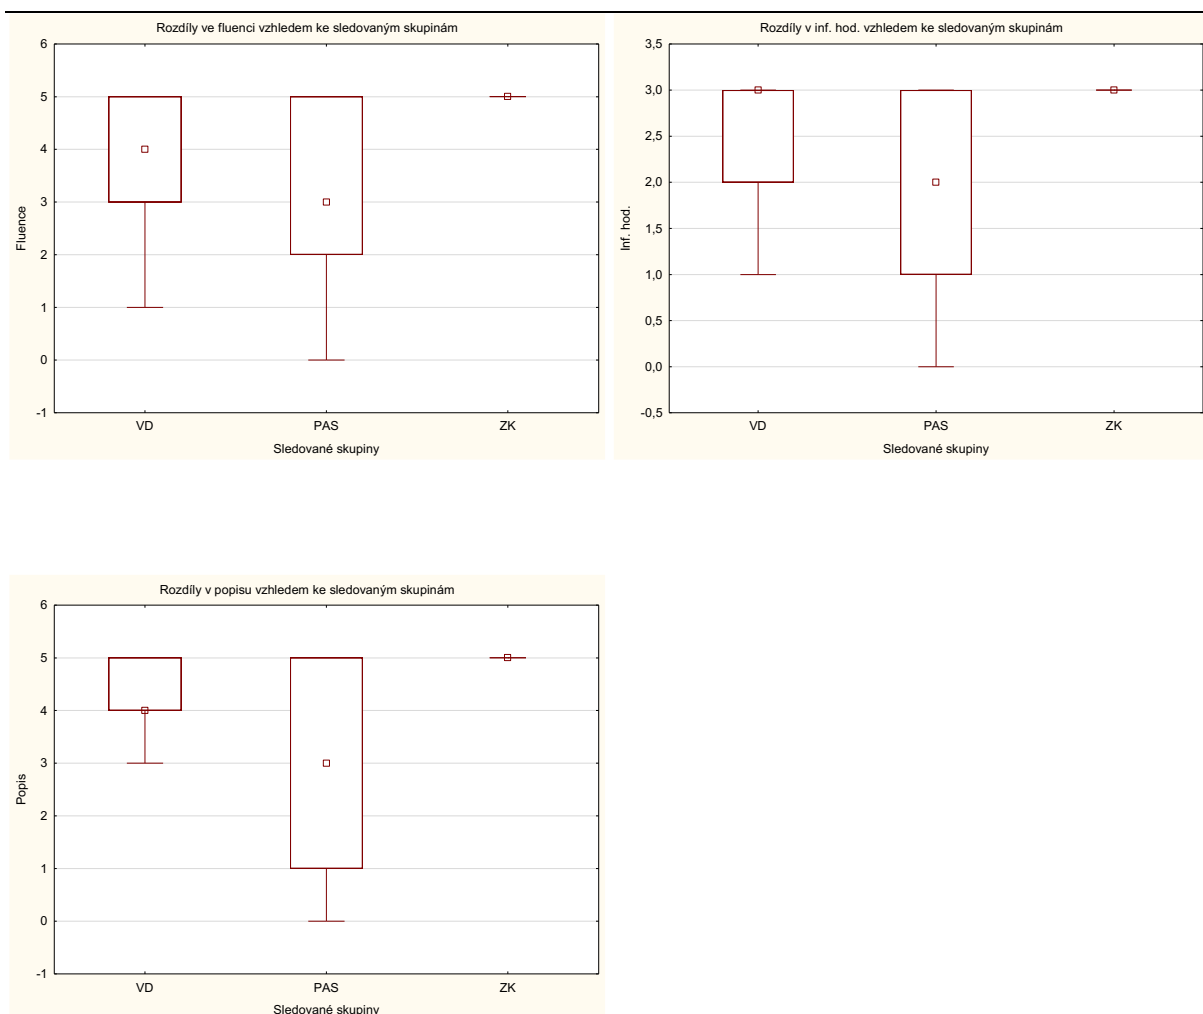 Rozdíly ve fluenci vzhledem ke sledovaným skupinám
6
5
4
3
2
1
0
-1
Fluence
VD PAS ZK
Sledované skupiny
Rozdíly v inf. hod. vzhledem ke sledovaným skupinám
3,5
3,0
2,5
2,0
1,5
1,0
0,5
0,0
-0,5
Inf. hod.
VD PAS ZK
Sledované skupiny
Rozdíly v popisu vzhledem ke sledovaným skupinám
6
5
4
3
2
1
0
-1
Popis
VD PAS ZK
Sledované skupiny